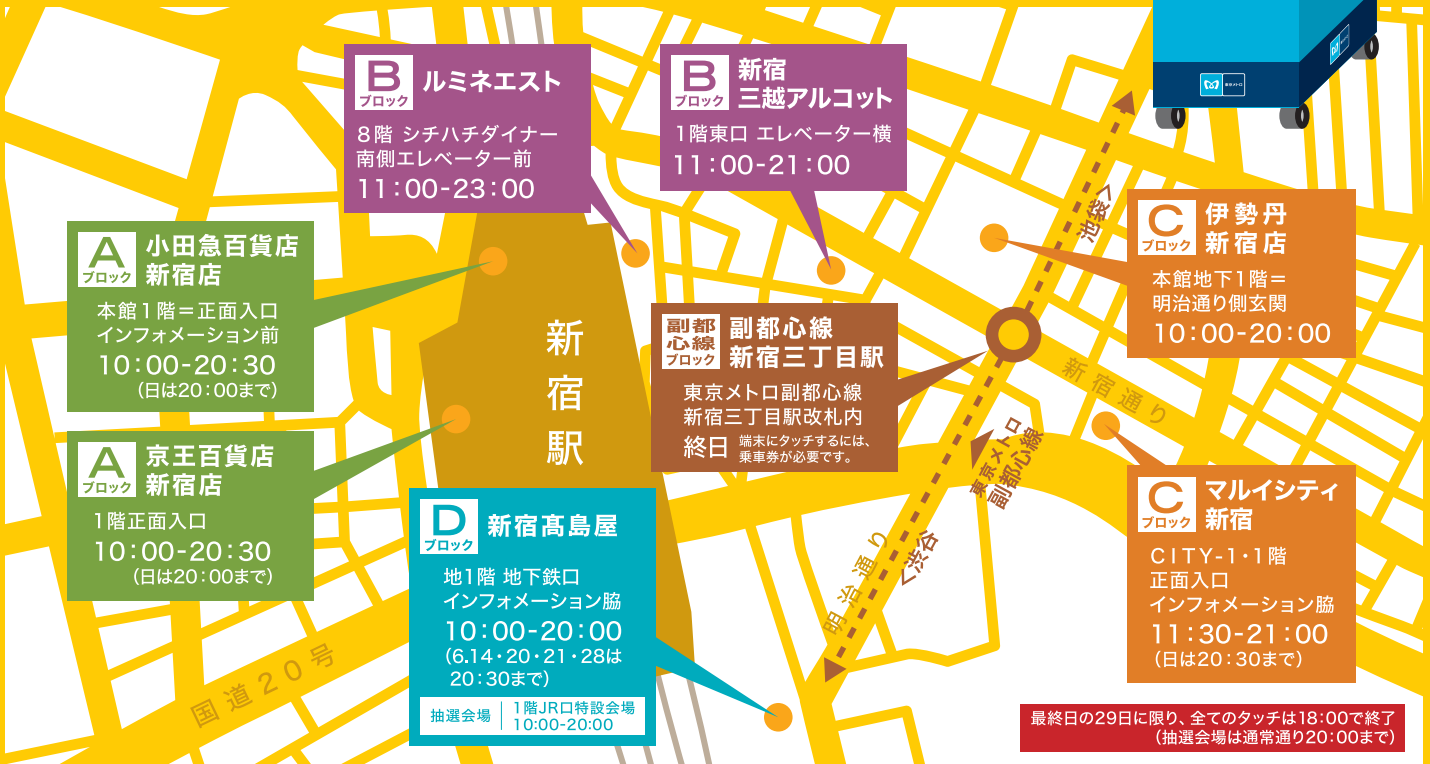 B
ブロック
ルミネエスト
8階 シチハチダイナー
南側エレベーター前
11:00-23:00
B
ブロック
新宿
三越アルコット
1階東口 エレベーター横
11:00-21:00
東京メトロ
A
ブロック
小田急百貨店
新宿店
本館1階=正面入口
インフォメーション前
10:00-20:30
(日は20:00まで)
C
ブロック
伊勢丹
新宿店
本館地下1階=
明治通り側玄関
10:00-20:00
副都
心線
ブロック
副都心線
新宿三丁目駅
東京メトロ副都心線
新宿三丁目駅改札内
終日 端末にタッチするには、
乗車券が必要です。
A
ブロック
京王百貨店
新宿店
1階正面入口
10:00-20:30
(日は20:00まで)
D
ブロック
新宿髙島屋
地1階 地下鉄口
インフォメーション脇
10:00-20:00
(6.14・20・21・28は
20:30まで)
抽選会場
1階JR口特設会場
10:00-20:00
C
ブロック
マルイシティ
新宿
CITY-1・1階
正面入口
インフォメーション脇
11:30-21:00
(日は20:30まで)
新宿駅
池袋>
新宿通り
東京メトロ
副都心線
<渋谷
明治通り
国道20号
最終日の29日に限り、全てのタッチは18:00で終了
(抽選会場は通常通り20:00まで)